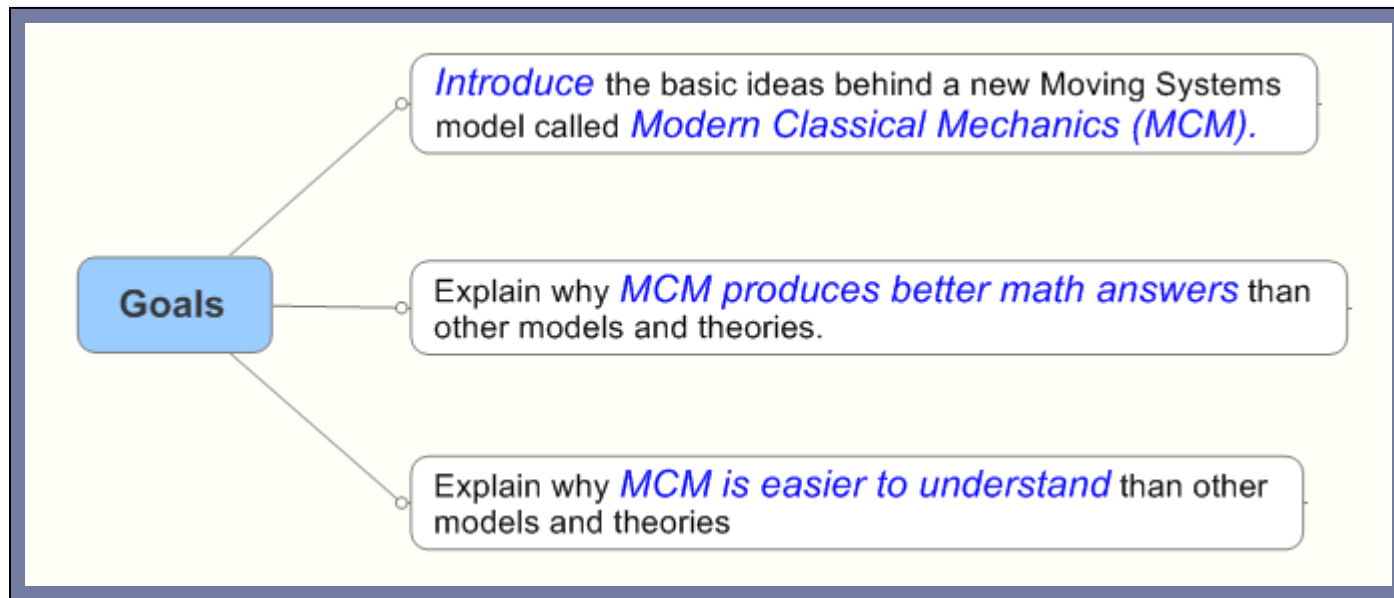 Introduce the basic ideas behind a new Moving Systems
model called Modern Classical Mechanics (MCM).
Goals
Explain why MCM produces better math answers than
other models and theories.
Explain why MCM is easier to understand than other
models and theories